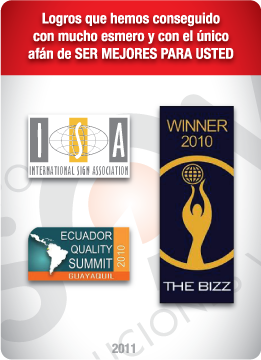 Logros que hemos conseguido
con mucho esmero y con el único
afán de SER MEJORES PARA USTED
ISA
INTERNATIONAL SIGN ASSOCIATION
WINNER
2010
THE BIZZ
ECUADOR
QUALITY
SUMMIT
2010
GUAYAQUIL
2011